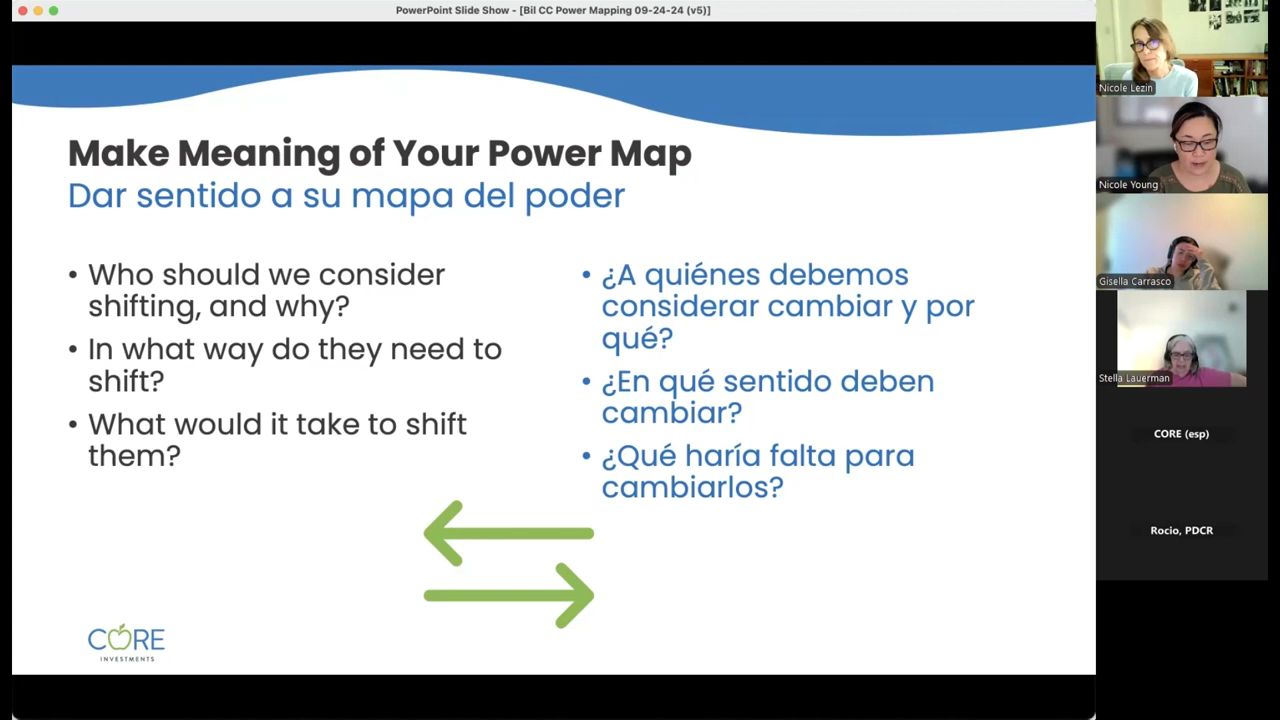 PowerPoint Slide Show - [Bil CC Power Mapping 09-24-24 (v5)]
Make Meaning of Your Power Map
Dar sentido a su mapa del poder
• Who should we consider
shifting, and why?
• In what way do they need to
shift?
• What would it take to shift
them?
• ¿A quiénes debemos
considerar cambiar y por
qué?
• ¿En qué sentido deben
cambiar?
• ¿Qué haría falta para
cambiarlos?
CORE
INVESTMENTS
Nicole Lezin
Nicole Young
Gisella Carrasco
Stella Lauerman
CORE (esp)
Rocio, PDCR